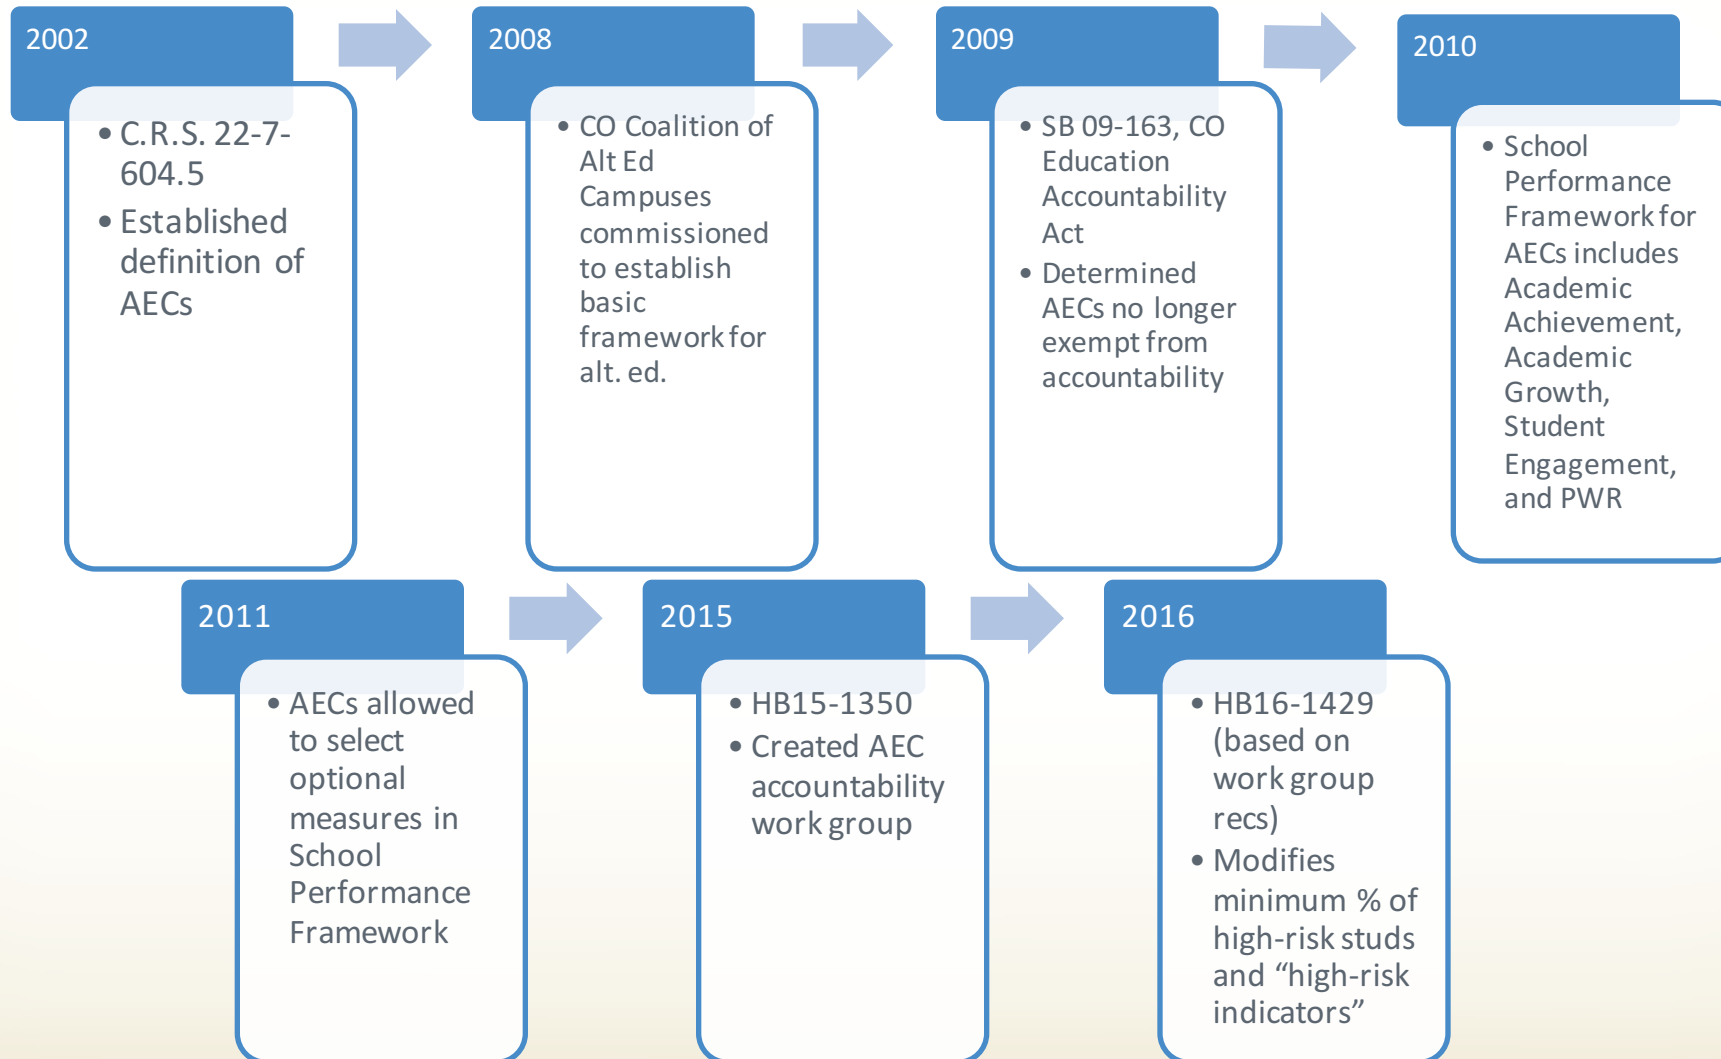 2002
• C.R.S. 22-7-
604.5
• Established
definition of
AECs
2008
• CO Coalition of
Alt Ed
Campuses
commissioned
to establish
basic
framework for
alt. ed.
2009
• SB 09-163, CO
Education
Accountability
Act
• Determined
AECs no longer
exempt from
accountability
2010
• School
Performance
Framework for
AECs includes
Academic
Achievement,
Academic
Growth,
Student
Engagement,
and PWR
2011
• AECs allowed
to select
optional
measures in
School
Performance
Framework
2015
• HB15-1350
• Created AEC
accountability
work group
2016
• HB16-1429
(based on
work group
recs)
• Modifies
minimum % of
high-risk studs
and “high-risk
indicators”